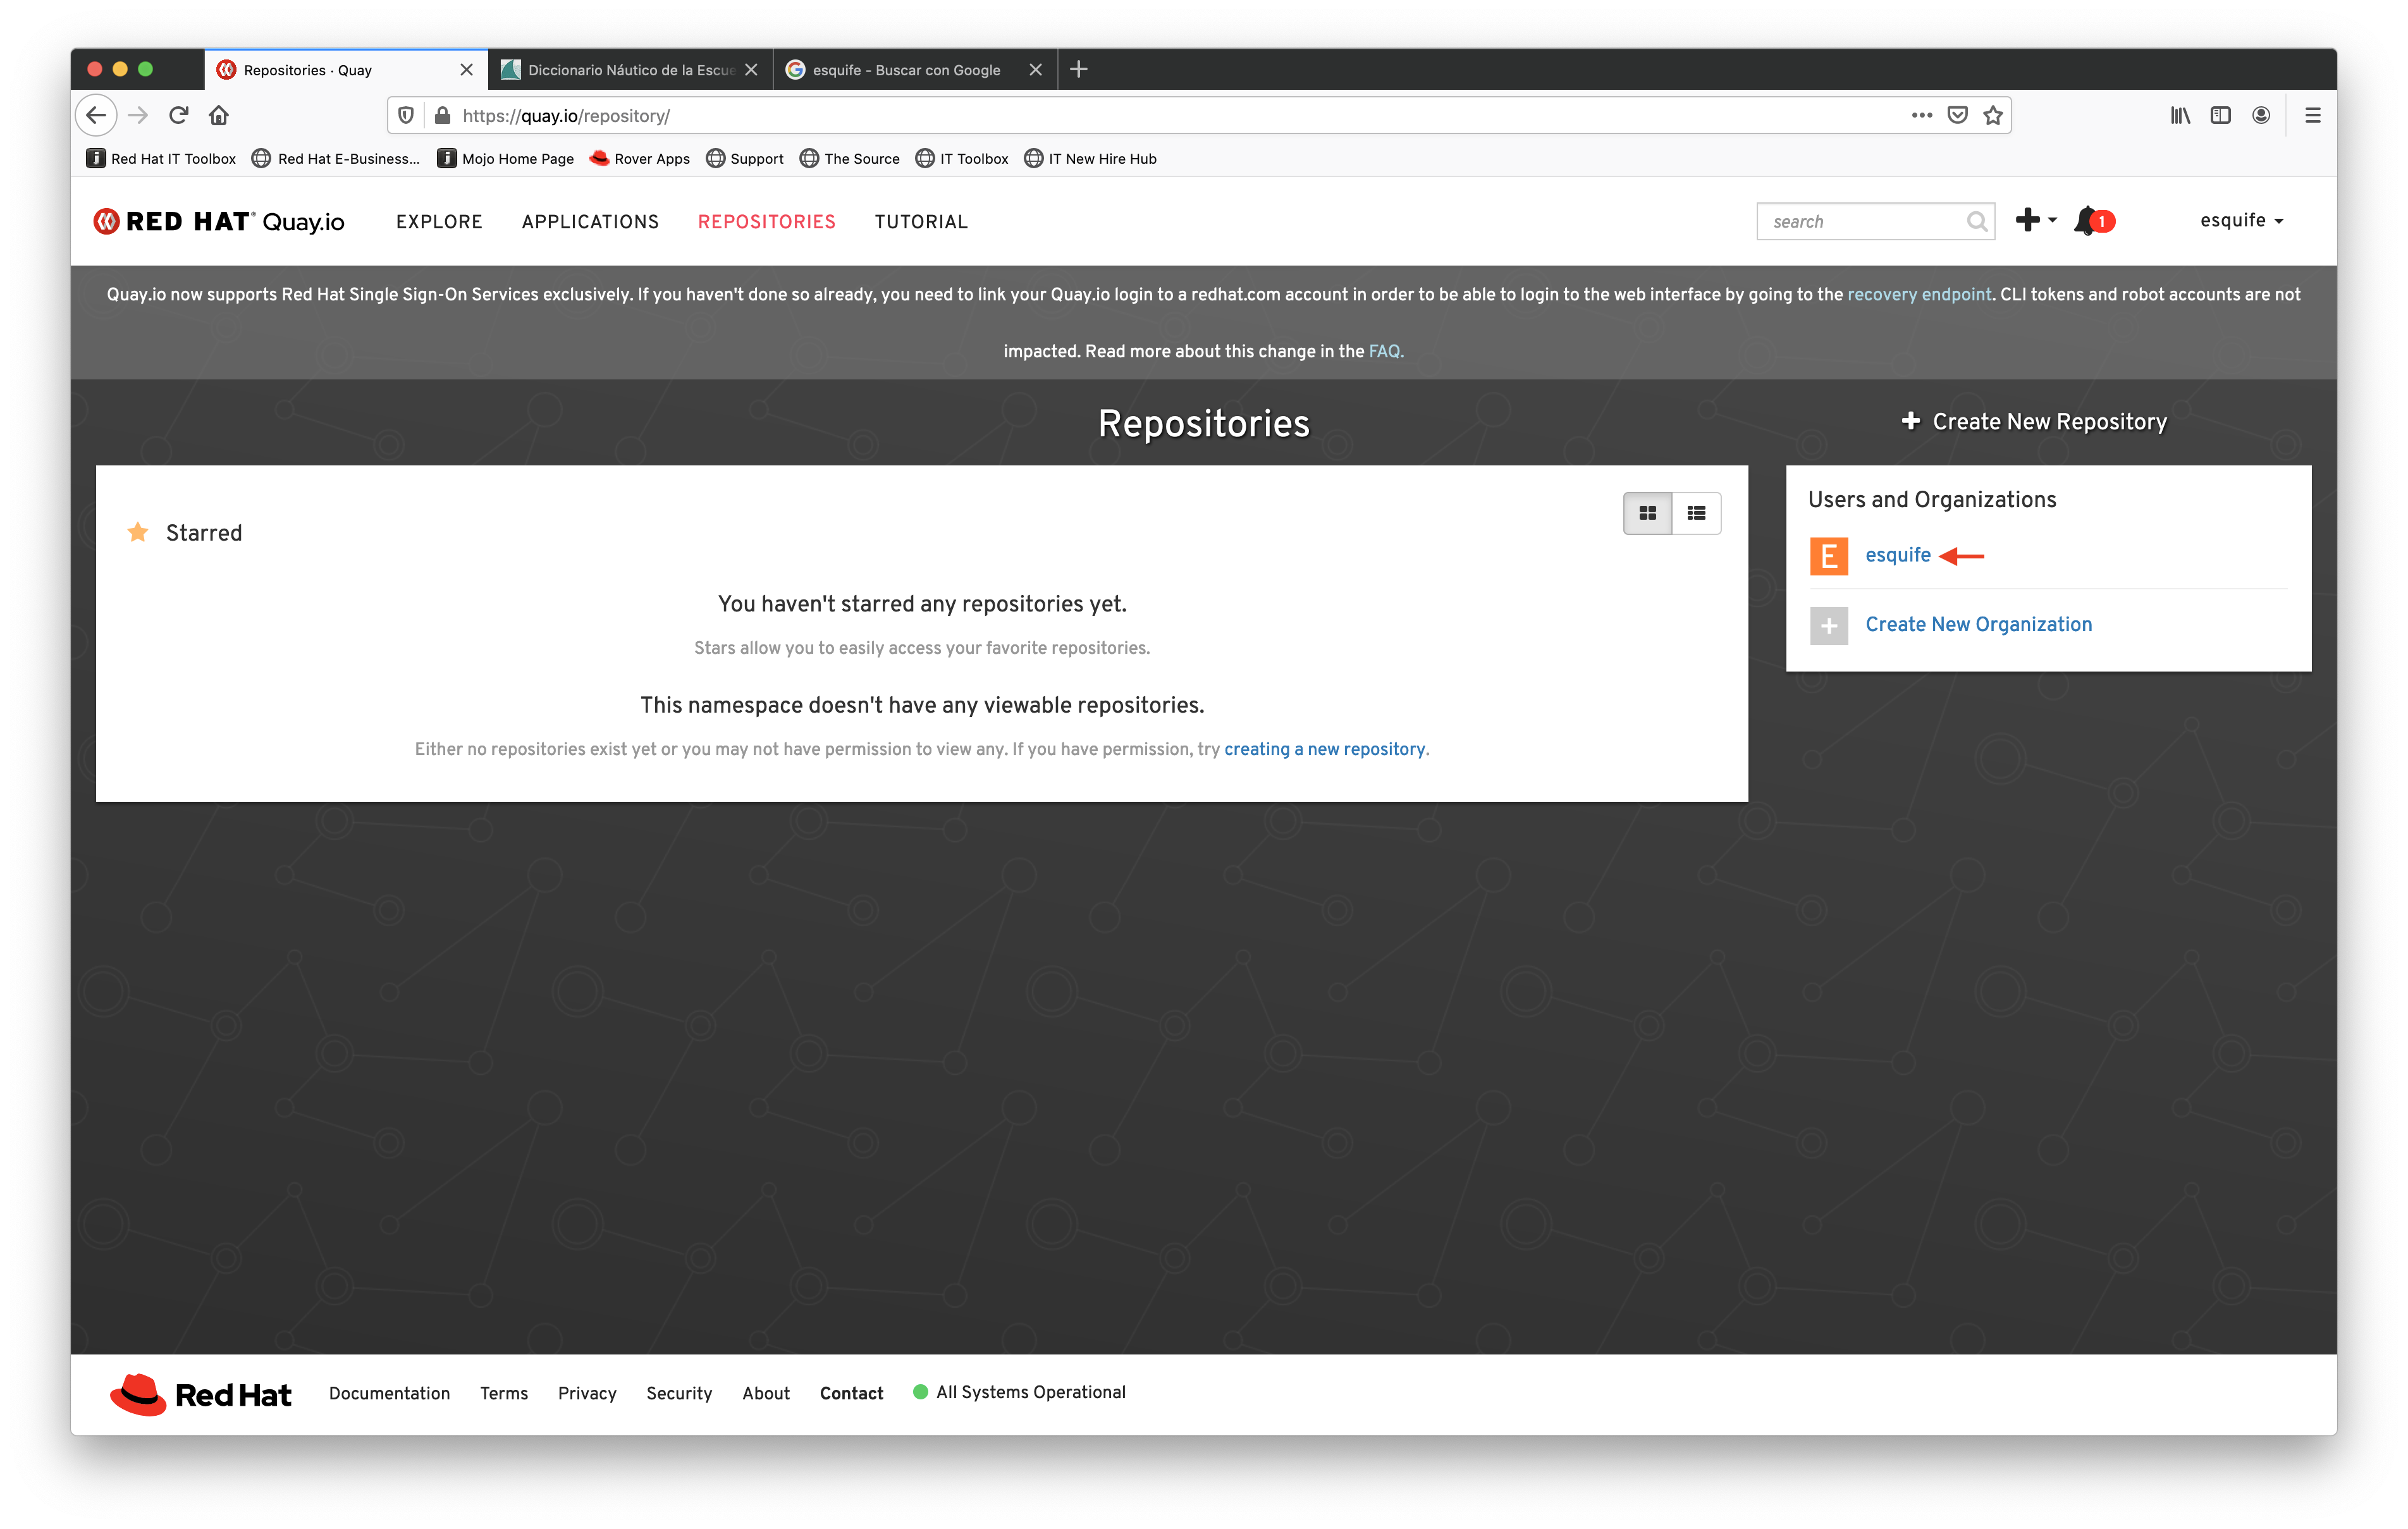 Repositories · Quay
Diccionario Náutico de la Escue
esquife - Buscar con Google
https://quay.io/repository/
Red Hat IT Toolbox
Red Hat E-Business...
Mojo Home Page
Rover Apps
Support
The Source
IT Toolbox
IT New Hire Hub
RED HAT® Quay.io
EXPLORE
APPLICATIONS
REPOSITORIES
TUTORIAL
search
1
esquife
Quay.io now supports Red Hat Single Sign-On Services exclusively. If you haven't done so already, you need to link your Quay.io login to a redhat.com account in order to be able to login to the web interface by going to the recovery endpoint. CLI tokens and robot accounts are not
impacted. Read more about this change in the FAQ.
Repositories
Create New Repository
Starred
You haven't starred any repositories yet.
Stars allow you to easily access your favorite repositories.
This namespace doesn't have any viewable repositories.
Either no repositories exist yet or you may not have permission to view any. If you have permission, try creating a new repository.
Users and Organizations
E esquife
Create New Organization
Red Hat
Documentation
Terms
Privacy
Security
About
Contact
All Systems Operational